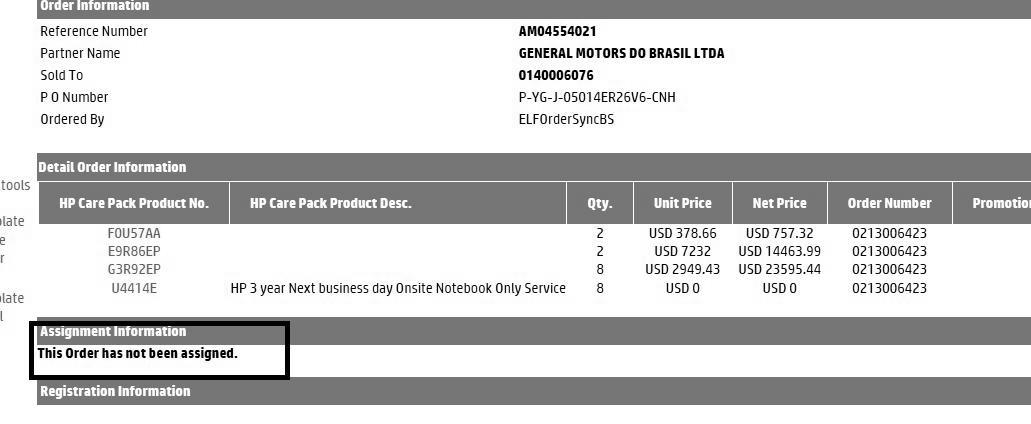 Order Information
Reference Number AM04554021
Partner Name GENERAL MOTORS DO BRASIL LTDA
Sold To 0140006076
P O Number P-YG-J-05014ER26V6-CNH
Ordered By ELFOrderSyncBS
Detail Order Information
tools
HP Care Pack Product No. HP Care Pack Product Desc. Qty. Unit Price Net Price Order Number Promotio
F0U57AA 2 USD 378.66 USD 757.32 0213006423
E9R86EP 2 USD 7232 USD 14463.99 0213006423
G3R92EP 8 USD 2949.43 USD 23595.44 0213006423
U4414E HP 3 year Next business day Onsite Notebook Only Service 8 USD 0 USD 0 0213006423
Assignment Information
This Order has not been assigned.
Registration Information